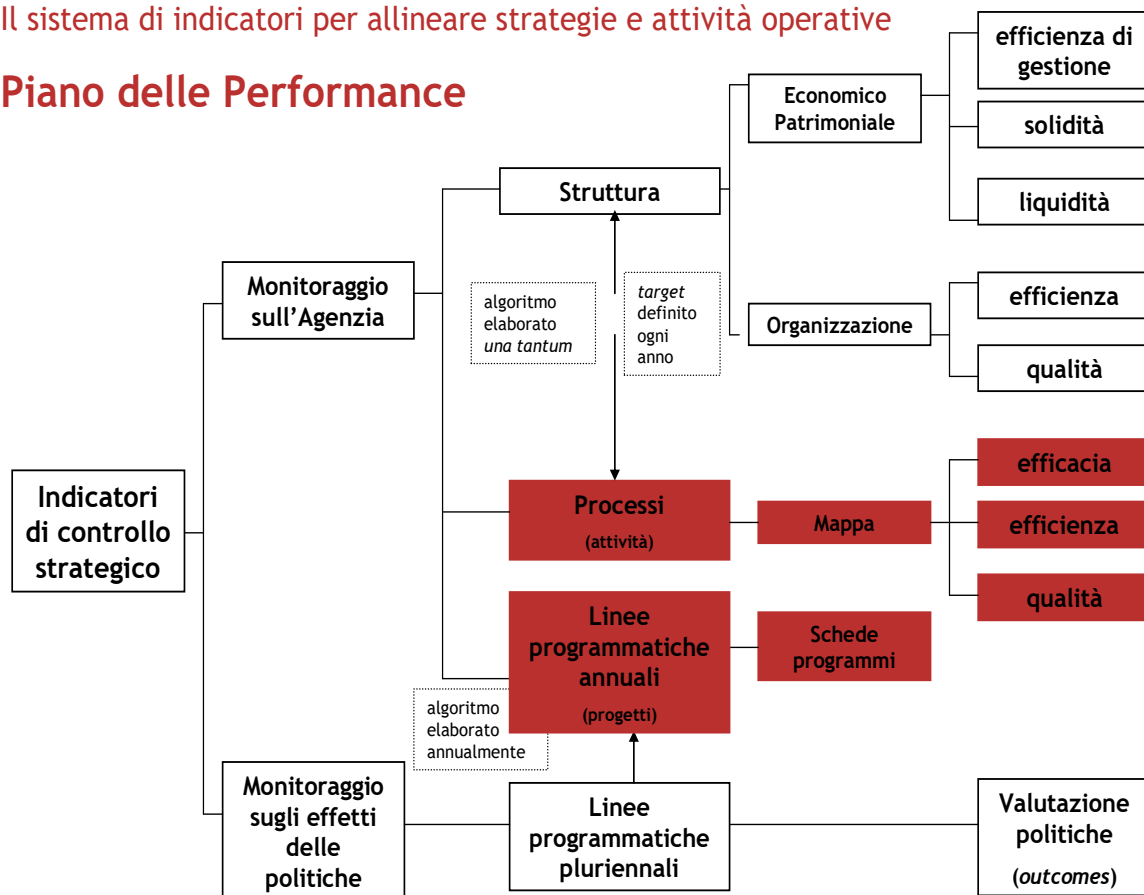 Il sistema di indicatori per allineare strategie e attività operative
Piano delle Performance
efficienza di
gestione
Economico
Patrimoniale
solidità
Struttura
liquidità
Monitoraggio
sull'Agenzia
algoritmo
elaborato
una tantum
target
definito
ogni
anno
efficienza
Organizzazione
qualità
efficacia
Indicatori
di controllo
strategico
Processi
(attività)
Mappa
efficienza
qualità
Linee
programmatiche
annuali
(progetti)
Schede
programmi
algoritmo
elaborato
annualmente
Monitoraggio
sugli effetti
delle
politiche
Linee
programmatiche
pluriennali
Valutazione
politiche
(outcomes)